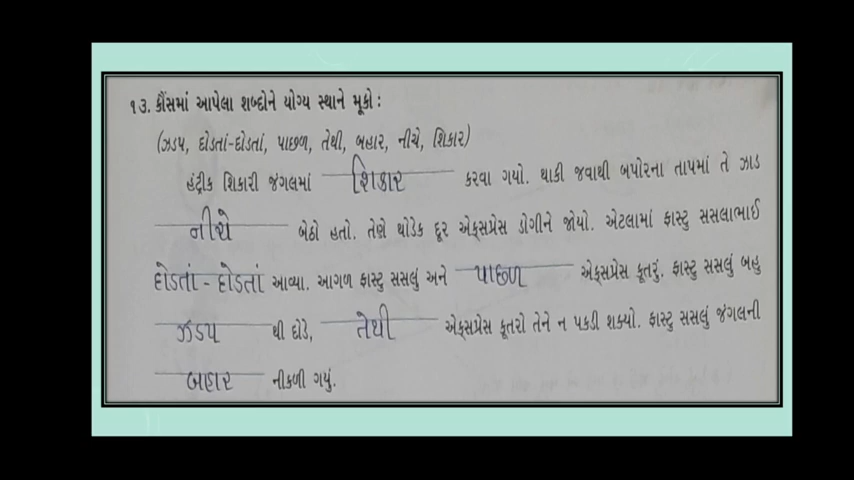 ૧૩. કૌંસમાં આપેલા શબ્દોને યોગ્ય સ્થાને મૂકો :
(ઝડપ, દોડતાં-દોડતાં, પાછળ, તેથી, બહાર, નીચે, શિકાર)
હંટ્રીક શિકારી જંગલમાં શિકાર કરવા ગયો. થાકી જવાથી બપોરના તાપમાં તે ઝાડ
નીચે બેઠો હતો. તેણે થોડેક દૂર એક્સપ્રેસ ડોગીને જોયો. એટલામાં ફાસ્ટુ સસલાભાઈ
દોડતાં - દોડતાં આવ્યા. આગળ ફાસ્ટુ સસલું અને પાછળ એક્સપ્રેસ કૂતરું. ફાસ્ટુ સસલું બહુ
ઝડપ થી દોડે, તેથી એક્સપ્રેસ કૂતરો તેને ન પકડી શક્યો. ફાસ્ટુ સસલું જંગલની
બહાર નીકળી ગયું.